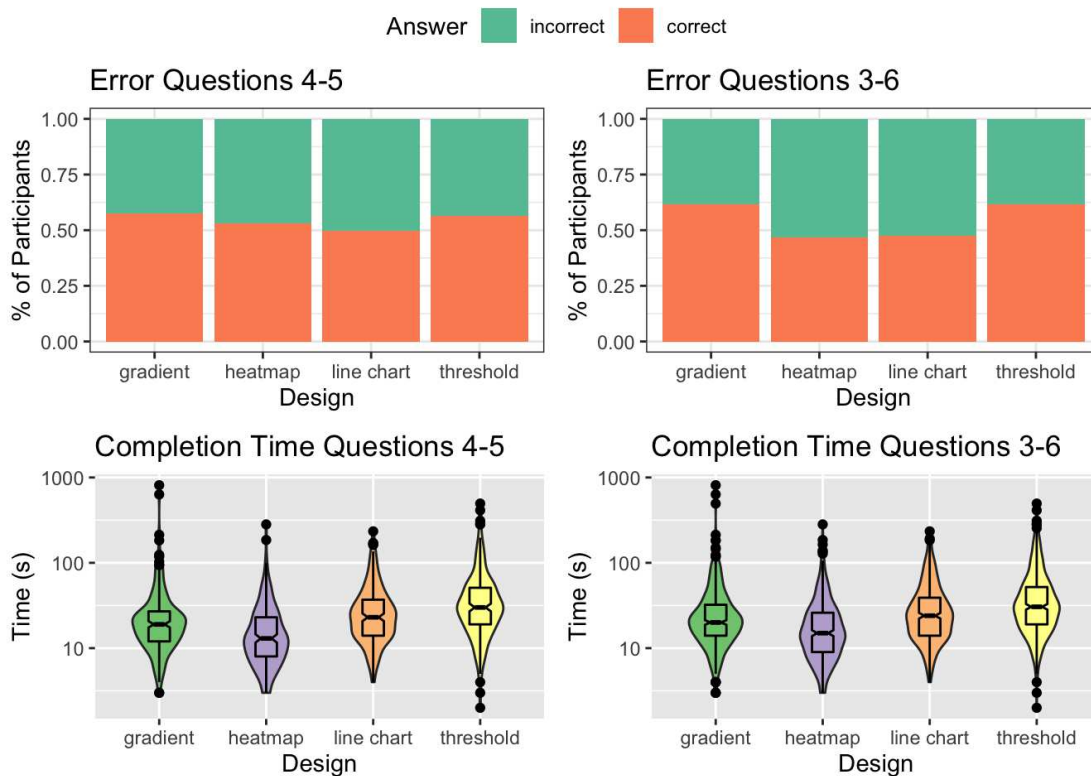 Answer incorrect correct
Error Questions 4-5
% of Participants
1.00
0.75
0.50
0.25
0.00
gradient heatmap line chart threshold
Design
Error Questions 3-6
% of Participants
1.00
0.75
0.50
0.25
0.00
gradient heatmap line chart threshold
Design
Completion Time Questions 4-5
Time (s)
1000
100
10
gradient heatmap line chart threshold
Design
Completion Time Questions 3-6
Time (s)
1000
100
10
gradient heatmap line chart threshold
Design